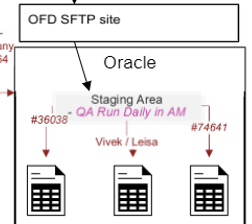 OFD SFTP site
Oracle
Staging Area
- QA Run Daily in AM
#36038
#74641
Vivek / Leisa